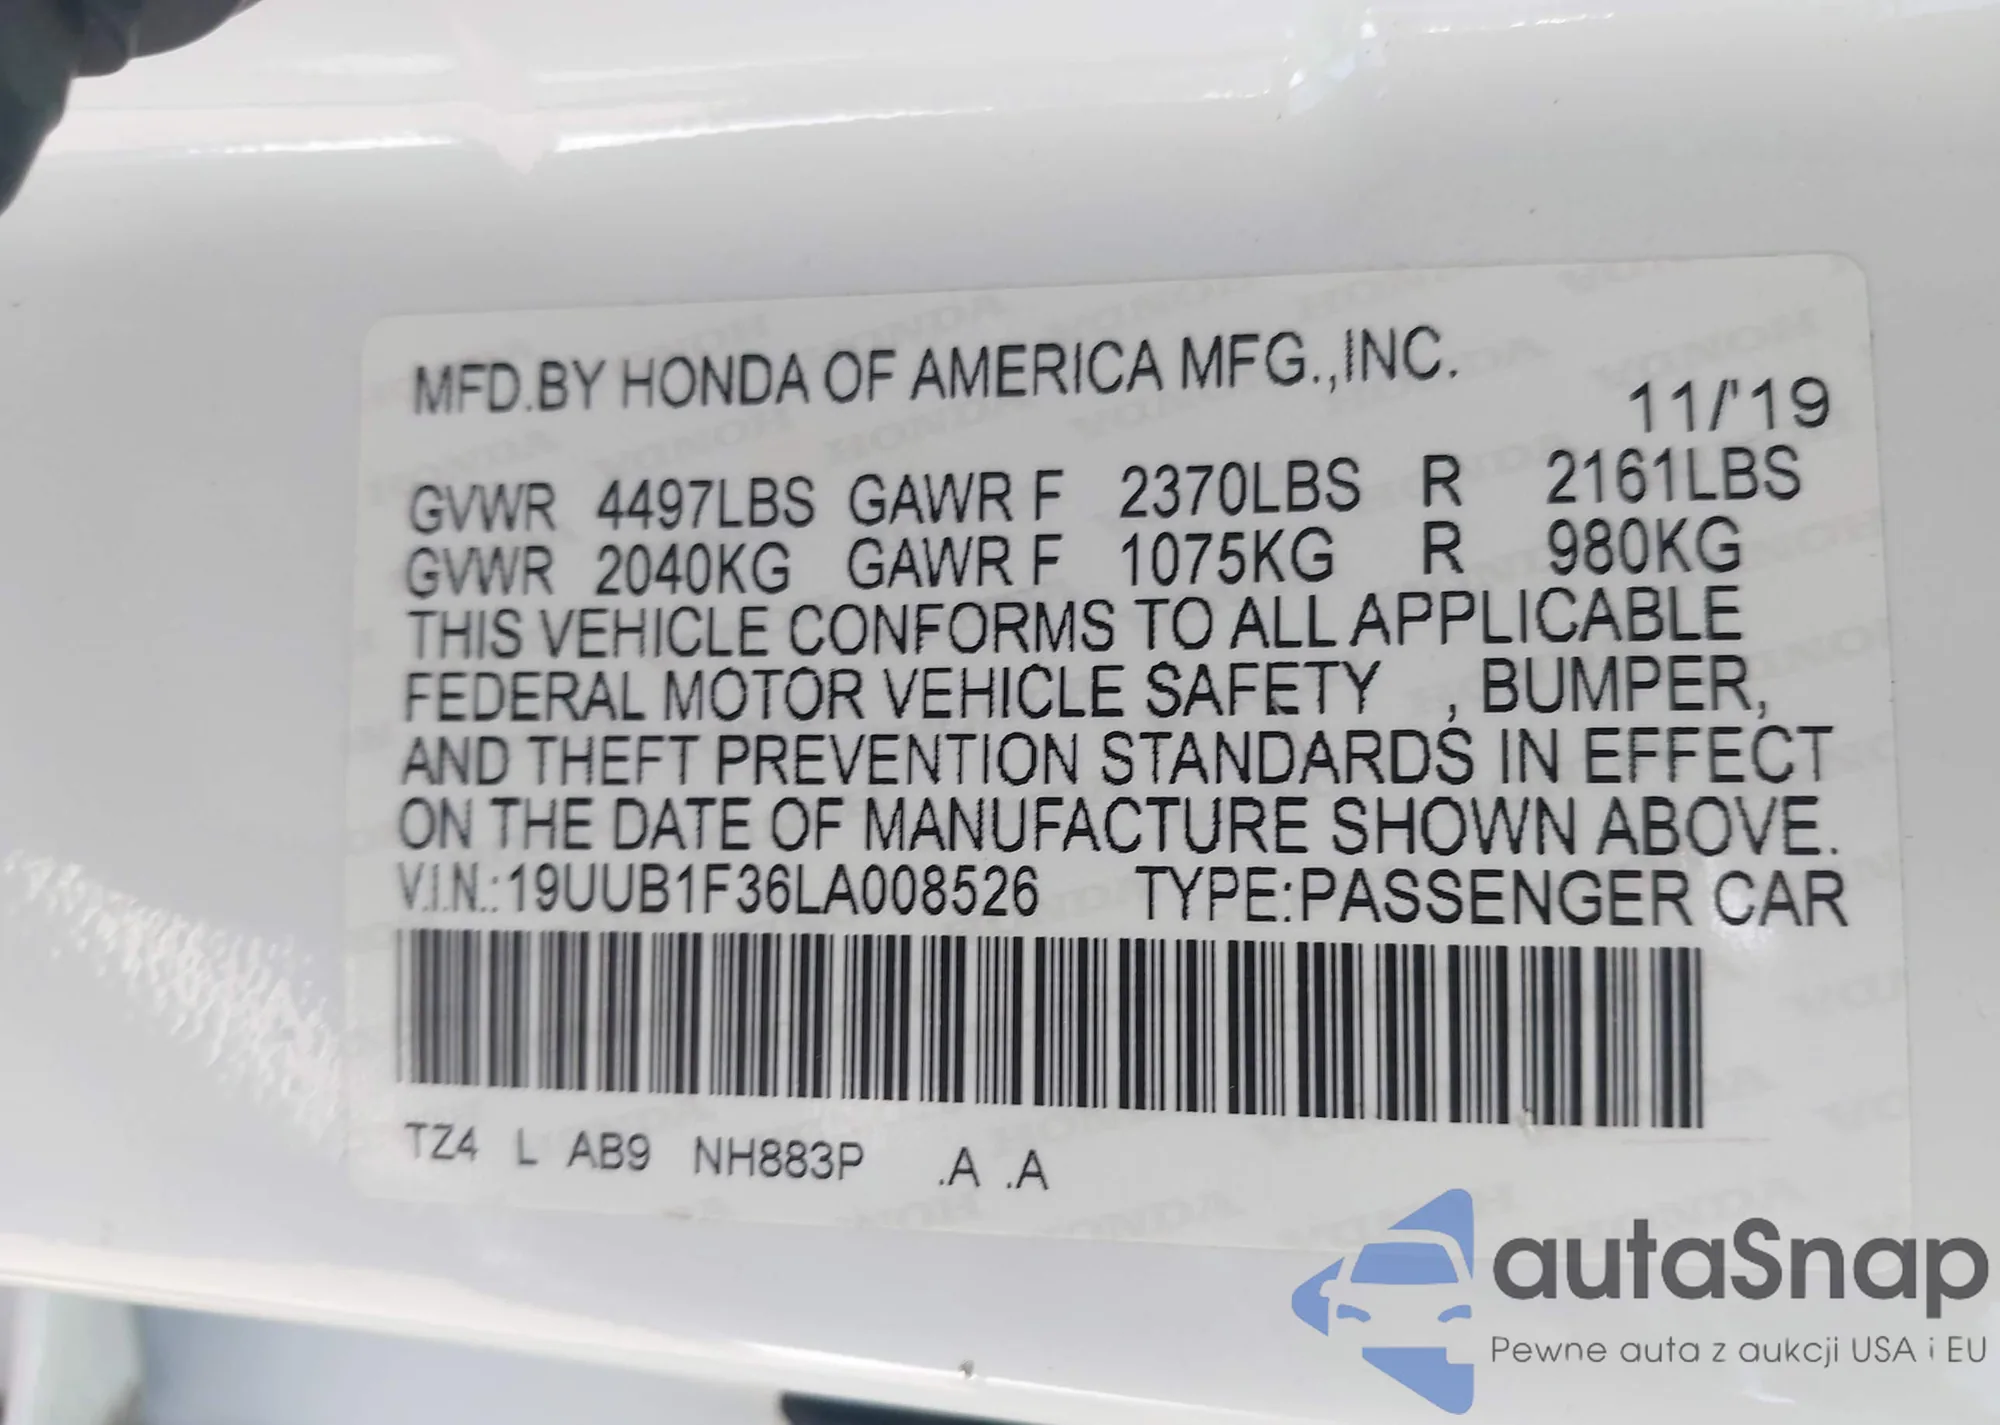 MFD.BY HONDA OF AMERICA MFG.,INC.
11/'19
GVWR 4497LBS GAWR F 2370LBS R 2161LBS
GVWR 2040KG GAWR F 1075KG R 980KG
THIS VEHICLE CONFORMS TO ALL APPLICABLE
FEDERAL MOTOR VEHICLE SAFETY , BUMPER,
AND THEFT PREVENTION STANDARDS IN EFFECT
ON THE DATE OF MANUFACTURE SHOWN ABOVE.
V.I.N.:19UUB1F36LA008526 TYPE:PASSENGER CAR
TZ4 L AB9 NH883P .A .A
autaSnap
Pewne auta z aukcji USA i EU